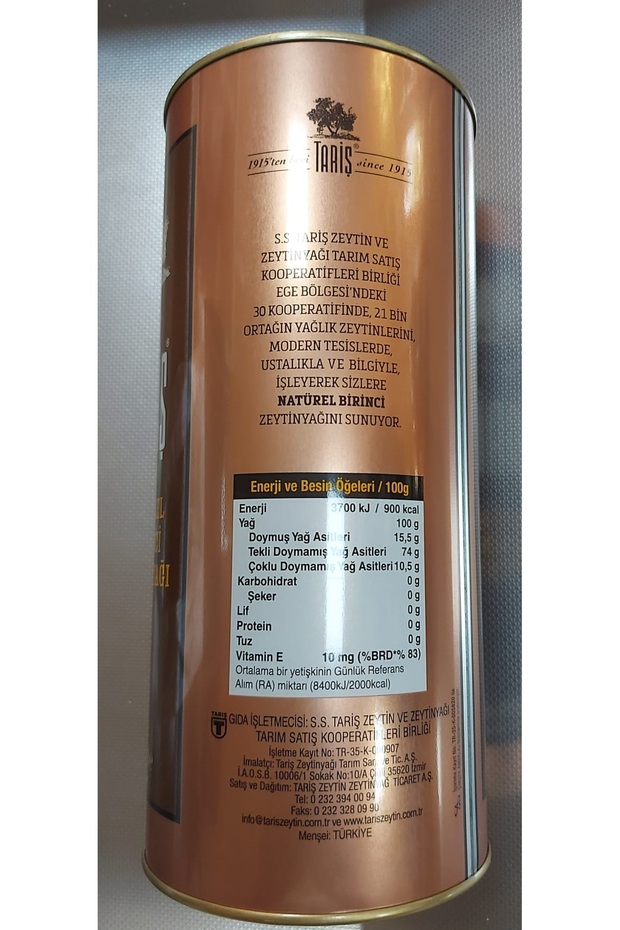 1915'ten beri TARİŞ® since 1915
S.S. TARİŞ ZEYTİN VE
ZEYTİNYAĞI TARIM SATIŞ
KOOPERATİFLERİ BİRLİĞİ
EGE BÖLGESİ'NDEKİ
30 KOOPERATİFİNDE, 21 BİN
ORTAĞIN YAĞLIK ZEYTİNLERİNİ,
MODERN TESİSLERDE,
USTALIKLA VE BİLGİYLE,
İŞLEYEREK SİZLERE
NATÜREL BİRİNCİ
ZEYTİNYAĞINI SUNUYOR.
Enerji ve Besin Öğeleri / 100g
Enerji 3700 kJ / 900 kcal
Yağ 100 g
Doymuş Yağ Asitleri 15,5 g
Tekli Doymamış Yağ Asitleri 74 g
Çoklu Doymamış Yağ Asitleri 10,5 g
Karbohidrat 0 g
Şeker 0 g
Lif 0 g
Protein 0 g
Tuz 0 g
Vitamin E 10 mg (%BRD*% 83)
Ortalama bir yetişkinin Günlük Referans
Alım (RA) miktarı (8400kJ/2000kcal)
TARİŞ
GIDA İŞLETMECİSİ: S.S. TARİŞ ZEYTİN VE ZEYTİNYAĞI
TARIM SATIŞ KOOPERATİFLERİ BİRLİĞİ
İşletme Kayıt No: TR-35-K-000907
İmalatçı: Tariş Zeytinyağı Tarım San. ve Tic. A.Ş.
İ.A.O.S.B. 10006/1 Sokak No:10/A Çiğli 35620 İzmir
Satış ve Dağıtım: TARİŞ ZEYTİN ZEYTİNYAĞ TİCARET A.Ş.
Tel: 0 232 394 00 94
Faks: 0 232 328 09 90
info@tariszeytin.com.tr ve www.tariszeytin.com.tr
Menşei: TÜRKİYE